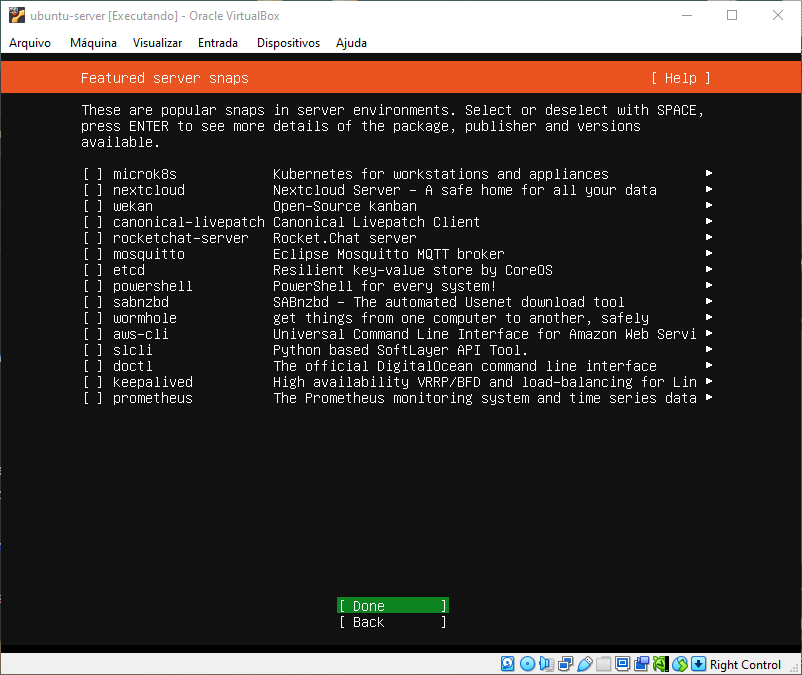 ubuntu-server [Executando] - Oracle VirtualBox
Arquivo Máquina Visualizar Entrada Dispositivos Ajuda
Featured server snaps [ Help ]
These are popular snaps in server environments. Select or deselect with SPACE,
press ENTER to see more details of the package, publisher and versions
available.
[ ] microk8s Kubernetes for workstations and appliances ▸
[ ] nextcloud Nextcloud Server - A safe home for all your data ▸
[ ] wekan Open-Source kanban ▸
[ ] canonical-livepatch Canonical Livepatch Client ▸
[ ] rocketchat-server Rocket.Chat server ▸
[ ] mosquitto Eclipse Mosquitto MQTT broker ▸
[ ] etcd Resilient key-value store by CoreOS ▸
[ ] powershell PowerShell for every system! ▸
[ ] sabnzbd SABnzbd - The automated Usenet download tool ▸
[ ] wormhole get things from one computer to another, safely ▸
[ ] aws-cli Universal Command Line Interface for Amazon Web Servi ▸
[ ] slcli Python based SoftLayer API Tool. ▸
[ ] doctl The official DigitalOcean command line interface ▸
[ ] keepalived High availability VRRP/BFD and load-balancing for Lin ▸
[ ] prometheus The Prometheus monitoring system and time series data ▸
[ Done ]
[ Back ]
Right Control